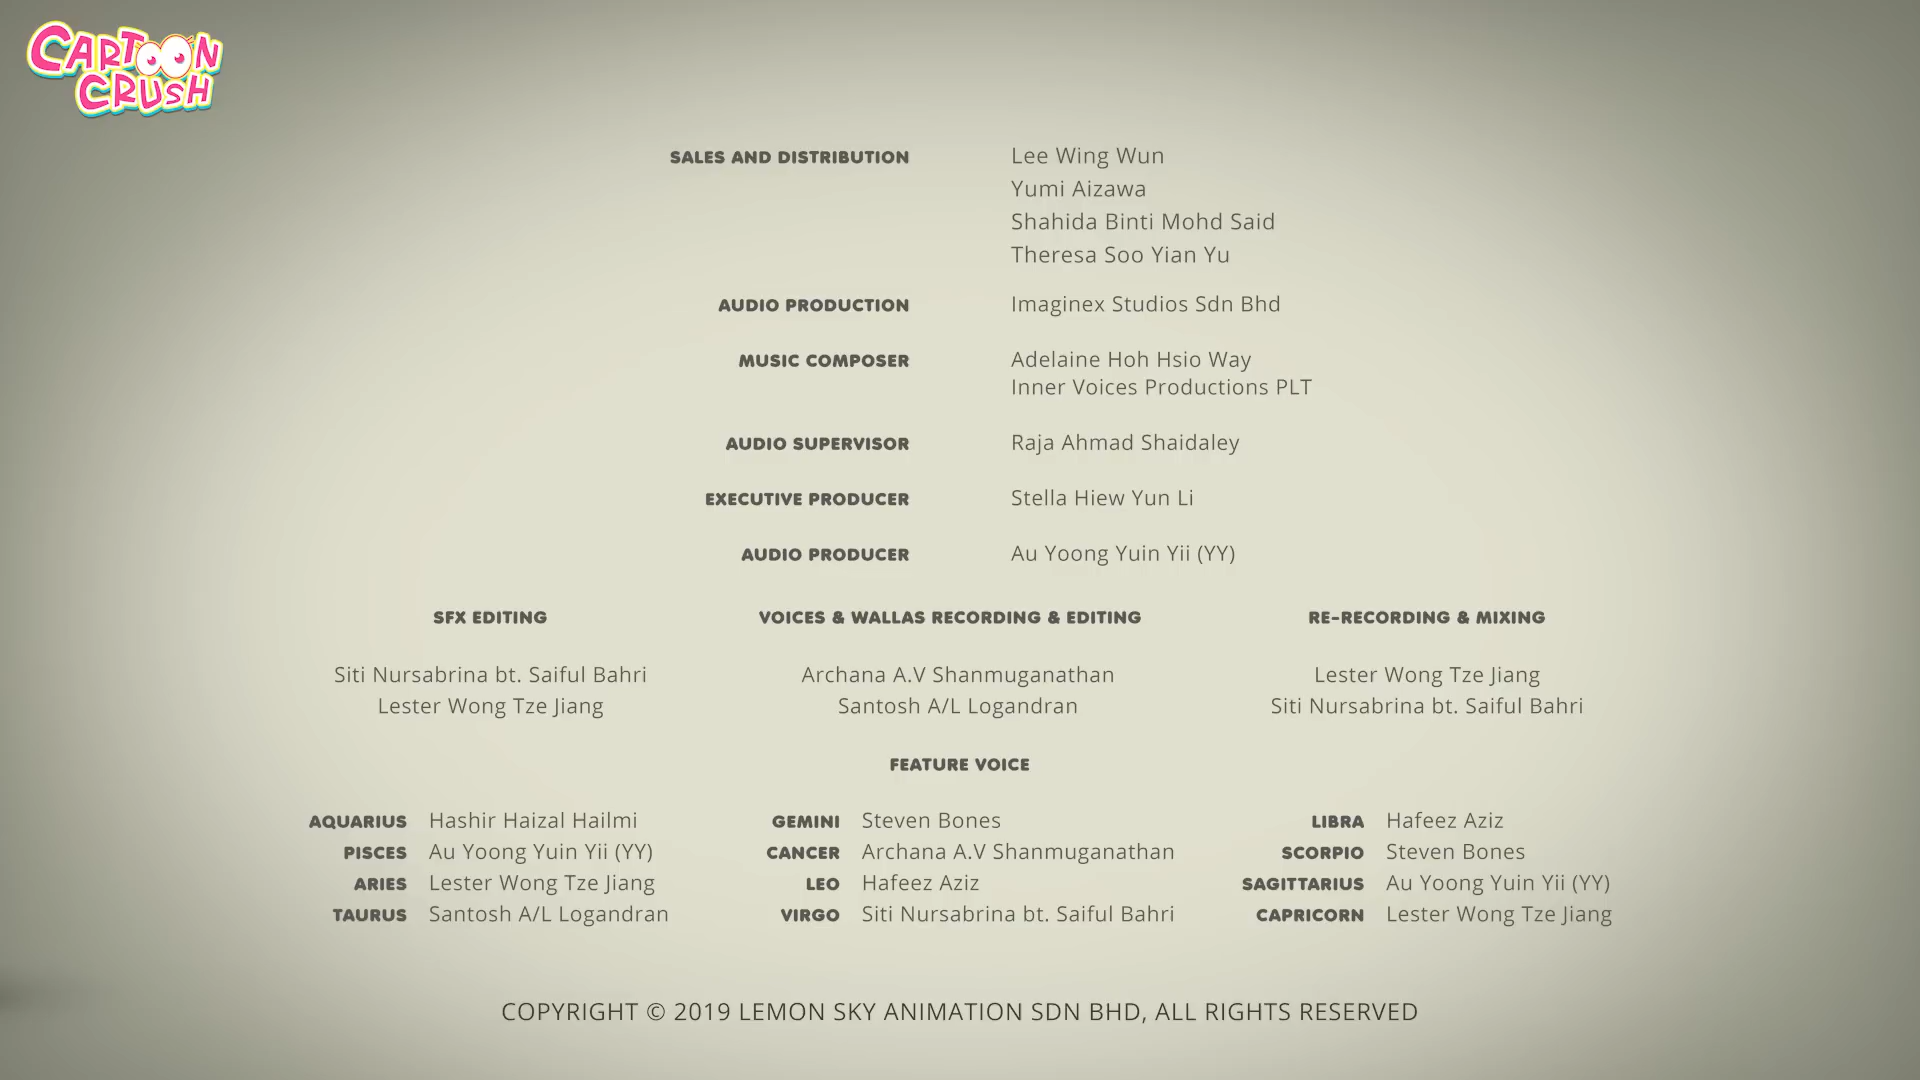 CARTOON
CRUSH
SALES AND DISTRIBUTION Lee Wing Wun
Yumi Aizawa
Shahida Binti Mohd Said
Theresa Soo Yian Yu
AUDIO PRODUCTION Imaginex Studios Sdn Bhd
MUSIC COMPOSER Adelaine Hoh Hsio Way
Inner Voices Productions PLT
AUDIO SUPERVISOR Raja Ahmad Shaidaley
EXECUTIVE PRODUCER Stella Hiew Yun Li
AUDIO PRODUCER Au Yoong Yuin Yii (YY)
SFX EDITING
Siti Nursabrina bt. Saiful Bahri
Lester Wong Tze Jiang
VOICES & WALLAS RECORDING & EDITING
Archana A.V Shanmuganathan
Santosh A/L Logandran
RE-RECORDING & MIXING
Lester Wong Tze Jiang
Siti Nursabrina bt. Saiful Bahri
FEATURE VOICE
AQUARIUS Hashir Haizal Hailmi
PISCES Au Yoong Yuin Yii (YY)
ARIES Lester Wong Tze Jiang
TAURUS Santosh A/L Logandran
GEMINI Steven Bones
CANCER Archana A.V Shanmuganathan
LEO Hafeez Aziz
VIRGO Siti Nursabrina bt. Saiful Bahri
LIBRA Hafeez Aziz
SCORPIO Steven Bones
SAGITTARIUS Au Yoong Yuin Yii (YY)
CAPRICORN Lester Wong Tze Jiang
COPYRIGHT © 2019 LEMON SKY ANIMATION SDN BHD, ALL RIGHTS RESERVED